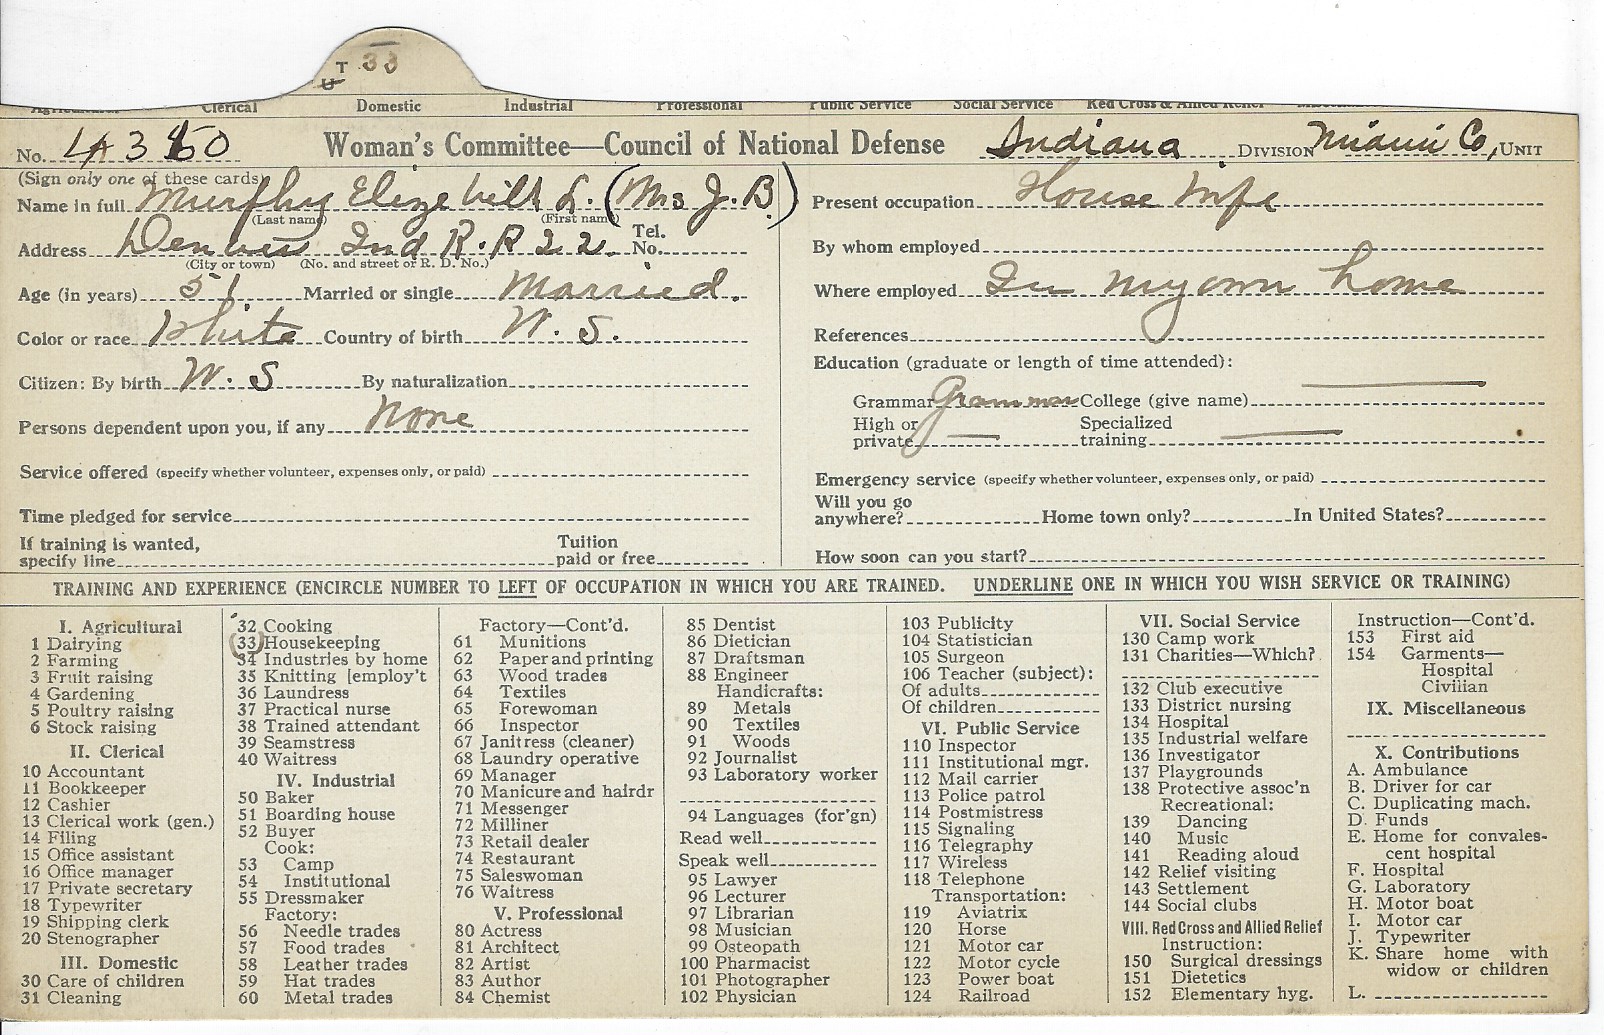 T 33
U
Agricultural Clerical Domestic Industrial Professional Public Service Social Service Red Cross & Allied Relief
No. Woman's Committee—Council of National Defense Indiana DIVISION Miami Co, UNIT
(Sign only one of these cards)
Name in full Murphy Elizebeth L. (Mrs J. B.)
(Last name) (First name)
Address Denver Ind R. R 22. Tel. No.
(City or town) (No. and street or R. D. No.)
Age (in years) 51 Married or single Married.
Color or race White Country of birth U. S.
Citizen: By birth U. S By naturalization
Persons dependent upon you, if any None
Service offered (specify whether volunteer, expenses only, or paid)
Time pledged for service
If training is wanted, specify line Tuition paid or free
Present occupation House Wife
By whom employed
Where employed In my own home
References
Education (graduate or length of time attended):
Grammar Grammar College (give name)
High or private Specialized training
Emergency service (specify whether volunteer, expenses only, or paid)
Will you go anywhere? Home town only? In United States?
How soon can you start?
TRAINING AND EXPERIENCE (ENCIRCLE NUMBER TO LEFT OF OCCUPATION IN WHICH YOU ARE TRAINED. UNDERLINE ONE IN WHICH YOU WISH SERVICE OR TRAINING)
I. Agricultural
1 Dairying
2 Farming
3 Fruit raising
4 Gardening
5 Poultry raising
6 Stock raising
II. Clerical
10 Accountant
11 Bookkeeper
12 Cashier
13 Clerical work (gen.)
14 Filing
15 Office assistant
16 Office manager
17 Private secretary
18 Typewriter
19 Shipping clerk
20 Stenographer
III. Domestic
30 Care of children
31 Cleaning
32 Cooking
33 Housekeeping
34 Industries by home
35 Knitting [employ't
36 Laundress
37 Practical nurse
38 Trained attendant
39 Seamstress
40 Waitress
IV. Industrial
50 Baker
51 Boarding house
52 Buyer
Cook:
53 Camp
54 Institutional
55 Dressmaker
Factory:
56 Needle trades
57 Food trades
58 Leather trades
59 Hat trades
60 Metal trades
Factory—Cont'd.
61 Munitions
62 Paper and printing
63 Wood trades
64 Textiles
65 Forewoman
66 Inspector
67 Janitress (cleaner)
68 Laundry operative
69 Manager
70 Manicure and hairdr
71 Messenger
72 Milliner
73 Retail dealer
74 Restaurant
75 Saleswoman
76 Waitress
V. Professional
80 Actress
81 Architect
82 Artist
83 Author
84 Chemist
85 Dentist
86 Dietician
87 Draftsman
88 Engineer
Handicrafts:
89 Metals
90 Textiles
91 Woods
92 Journalist
93 Laboratory worker
94 Languages (for'gn)
Read well
Speak well
95 Lawyer
96 Lecturer
97 Librarian
98 Musician
99 Osteopath
100 Pharmacist
101 Photographer
102 Physician
103 Publicity
104 Statistician
105 Surgeon
106 Teacher (subject):
Of adults
Of children
VI. Public Service
110 Inspector
111 Institutional mgr.
112 Mail carrier
113 Police patrol
114 Postmistress
115 Signaling
116 Telegraphy
117 Wireless
118 Telephone
Transportation:
119 Aviatrix
120 Horse
121 Motor car
122 Motor cycle
123 Power boat
124 Railroad
VII. Social Service
130 Camp work
131 Charities—Which?
132 Club executive
133 District nursing
134 Hospital
135 Industrial welfare
136 Investigator
137 Playgrounds
138 Protective assoc'n
Recreational:
139 Dancing
140 Music
141 Reading aloud
142 Relief visiting
143 Settlement
144 Social clubs
VIII. Red Cross and Allied Relief
Instruction:
150 Surgical dressings
151 Dietetics
152 Elementary hyg.
Instruction—Cont'd.
153 First aid
154 Garments—
Hospital
Civilian
IX. Miscellaneous
X. Contributions
A. Ambulance
B. Driver for car
C. Duplicating mach.
D. Funds
E. Home for convales-
cent hospital
F. Hospital
G. Laboratory
H. Motor boat
I. Motor car
J. Typewriter
K. Share home with
widow or children
L.